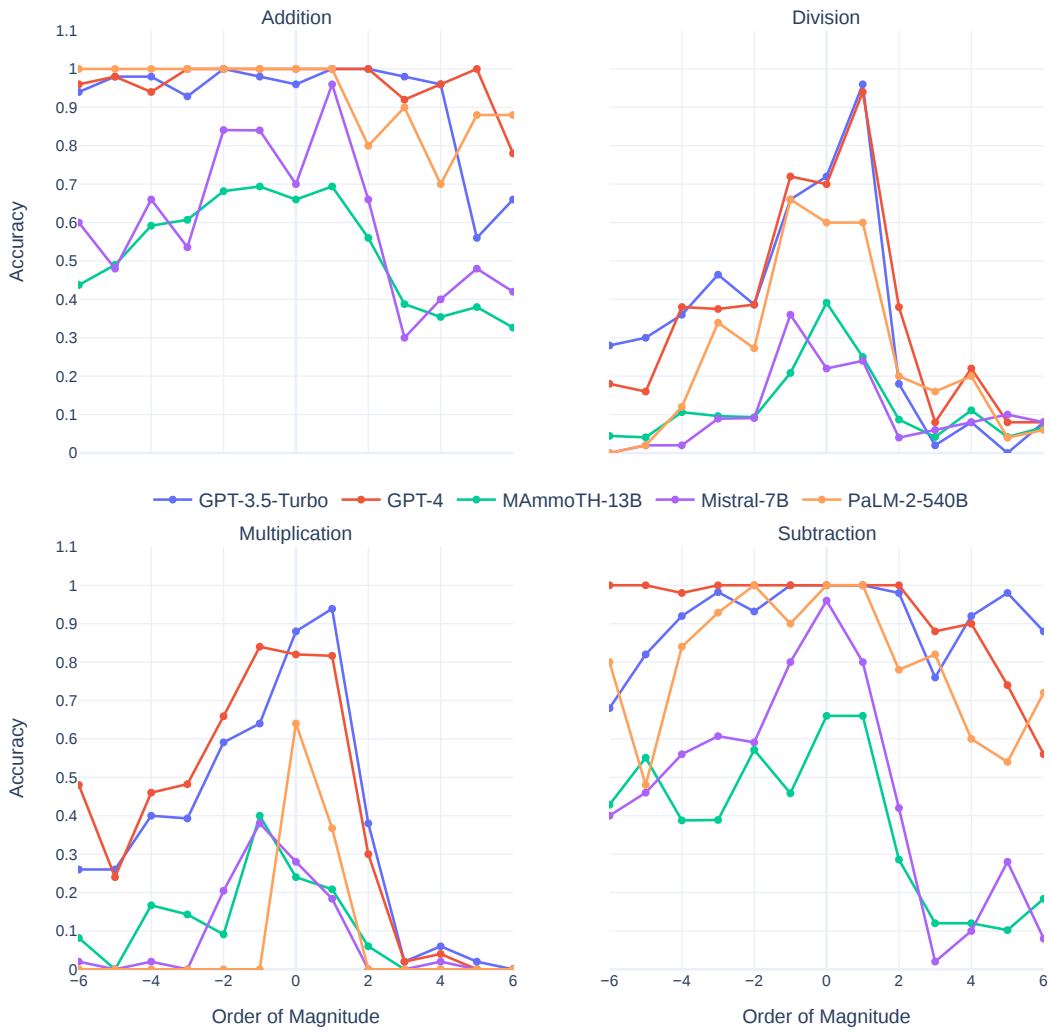 Addition
Division
1.1
1
0.9
0.8
0.7
0.6
0.5
0.4
0.3
0.2
0.1
0
Accuracy
GPT-3.5-Turbo GPT-4 MAmmoTH-13B Mistral-7B PaLM-2-540B
Multiplication
Subtraction
1.1
1
0.9
0.8
0.7
0.6
0.5
0.4
0.3
0.2
0.1
0
Accuracy
−6 −4 −2 0 2 4 6
−6 −4 −2 0 2 4 6
Order of Magnitude
Order of Magnitude